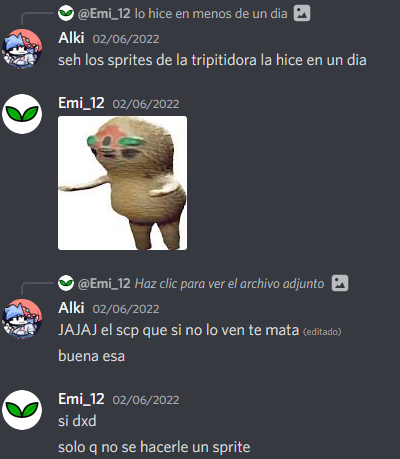 @Emi_12 lo hice en menos de un dia
Alki 02/06/2022
seh los sprites de la tripitidora la hice en un dia
Emi_12 02/06/2022
@Emi_12 Haz clic para ver el archivo adjunto
Alki 02/06/2022
JAJAJ el scp que si no lo ven te mata (editado)
buena esa
Emi_12 02/06/2022
si dxd
solo q no se hacerle un sprite